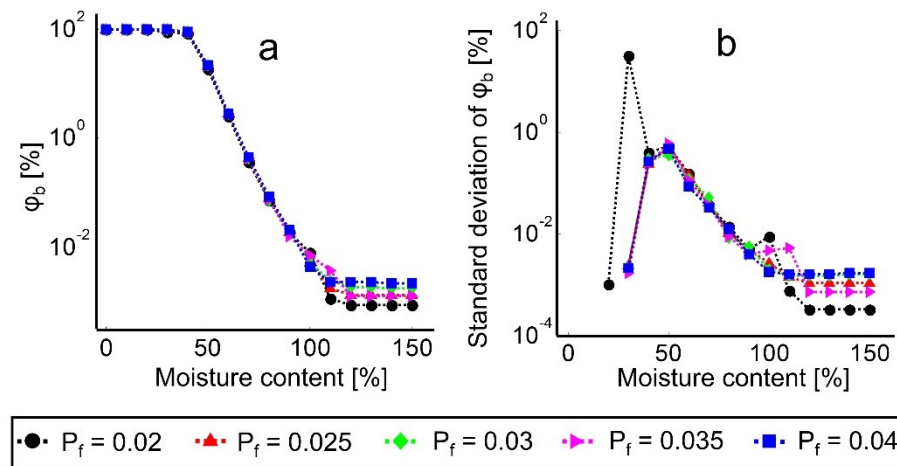 a
b
10²
10⁰
10⁻²
φb [%]
0 50 100 150
Moisture content [%]
10²
10⁰
10⁻²
10⁻⁴
Standard deviation of φb [%]
0 50 100 150
Moisture content [%]
Pf = 0.02 Pf = 0.025 Pf = 0.03 Pf = 0.035 Pf = 0.04